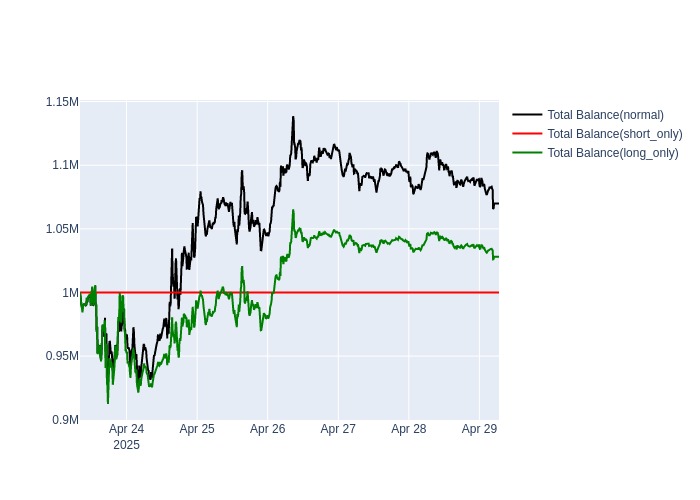 1.15M
1.1M
1.05M
1M
0.95M
0.9M
Apr 24
2025
Apr 25
Apr 26
Apr 27
Apr 28
Apr 29
Total Balance(normal)
Total Balance(short_only)
Total Balance(long_only)